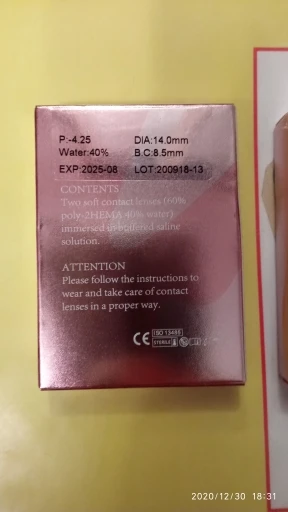 P:-4.25 DIA:14.0mm
Water:40% B.C:8.5mm
EXP:2025-08 LOT:200918-13
CONTENTS
Two soft contact lenses (60%
poly-2HEMA 40% water)
immersed in buffered saline
solution.
ATTENTION
Please follow the instructions to
wear and take care of contact
lenses in a proper way.
CE ISO 13485
STERILE
2020/12/30 18:31